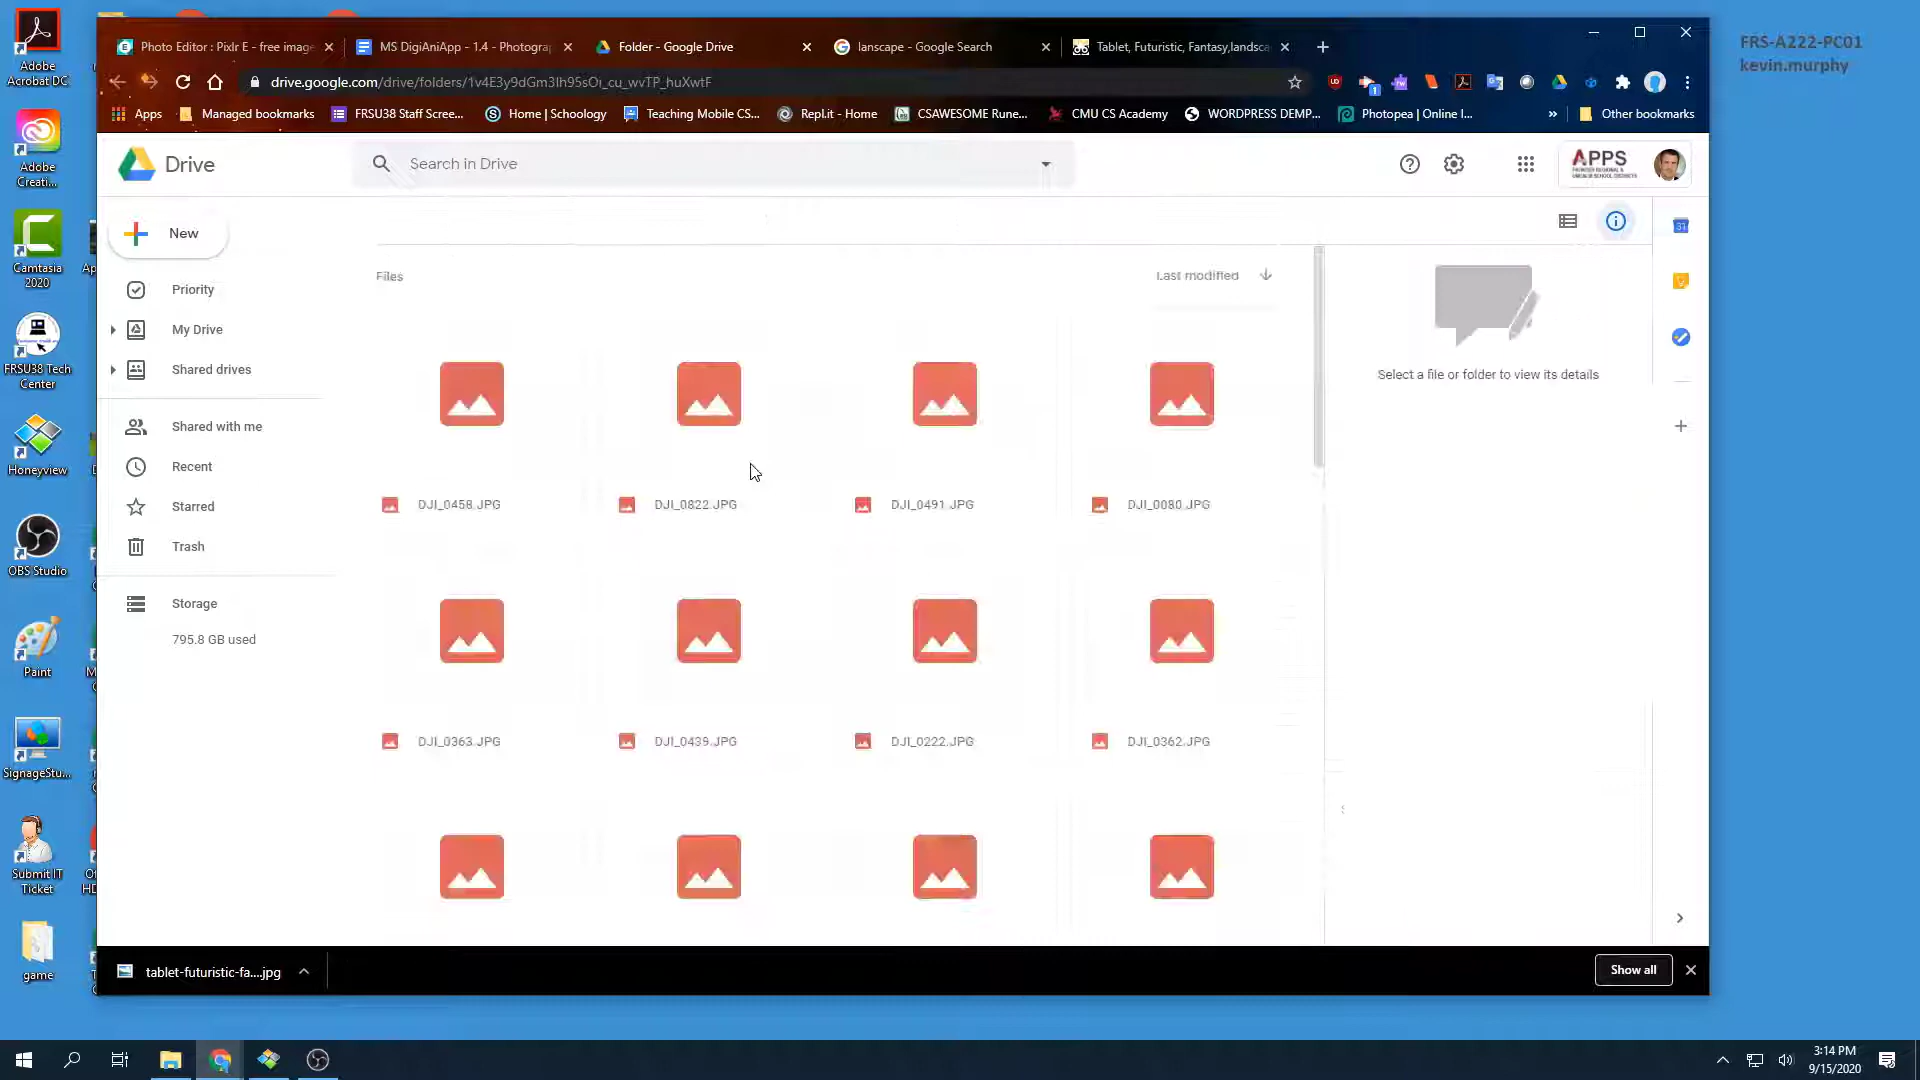 Adobe
Acrobat DC
Adobe
Creati...
Camtasia
2020
FRSU38 Tech
Center
Honeyview
OBS Studio
Paint
SignageStu...
Submit IT
Ticket
game
FRS-A222-PC01
kevin.murphy
Photo Editor : Pixlr E - free image
MS DigiAniApp - 1.4 - Photogra
Folder - Google Drive
lanscape - Google Search
Tablet, Futuristic, Fantasy,landsca
drive.google.com/drive/folders/
Apps
Managed bookmarks
FRSU38 Staff Scree...
Home | Schoology
Teaching Mobile CS...
Repl.it - Home
CSAWESOME Rune...
CMU CS Academy
WORDPRESS DEMP...
Photopea | Online I...
»
Other bookmarks
Drive
Search in Drive
APPS
New
Priority
My Drive
Shared drives
Shared with me
Recent
Starred
Trash
Storage
795.8 GB used
Files
Last modified
DJI_0458.JPG
DJI_0822.JPG
DJI_0491.JPG
DJI_0080.JPG
DJI_0363.JPG
DJI_0439.JPG
DJI_0222.JPG
DJI_0362.JPG
Select a file or folder to view its details
31
tablet-futuristic-fa....jpg
Show all
3:14 PM
9/15/2020